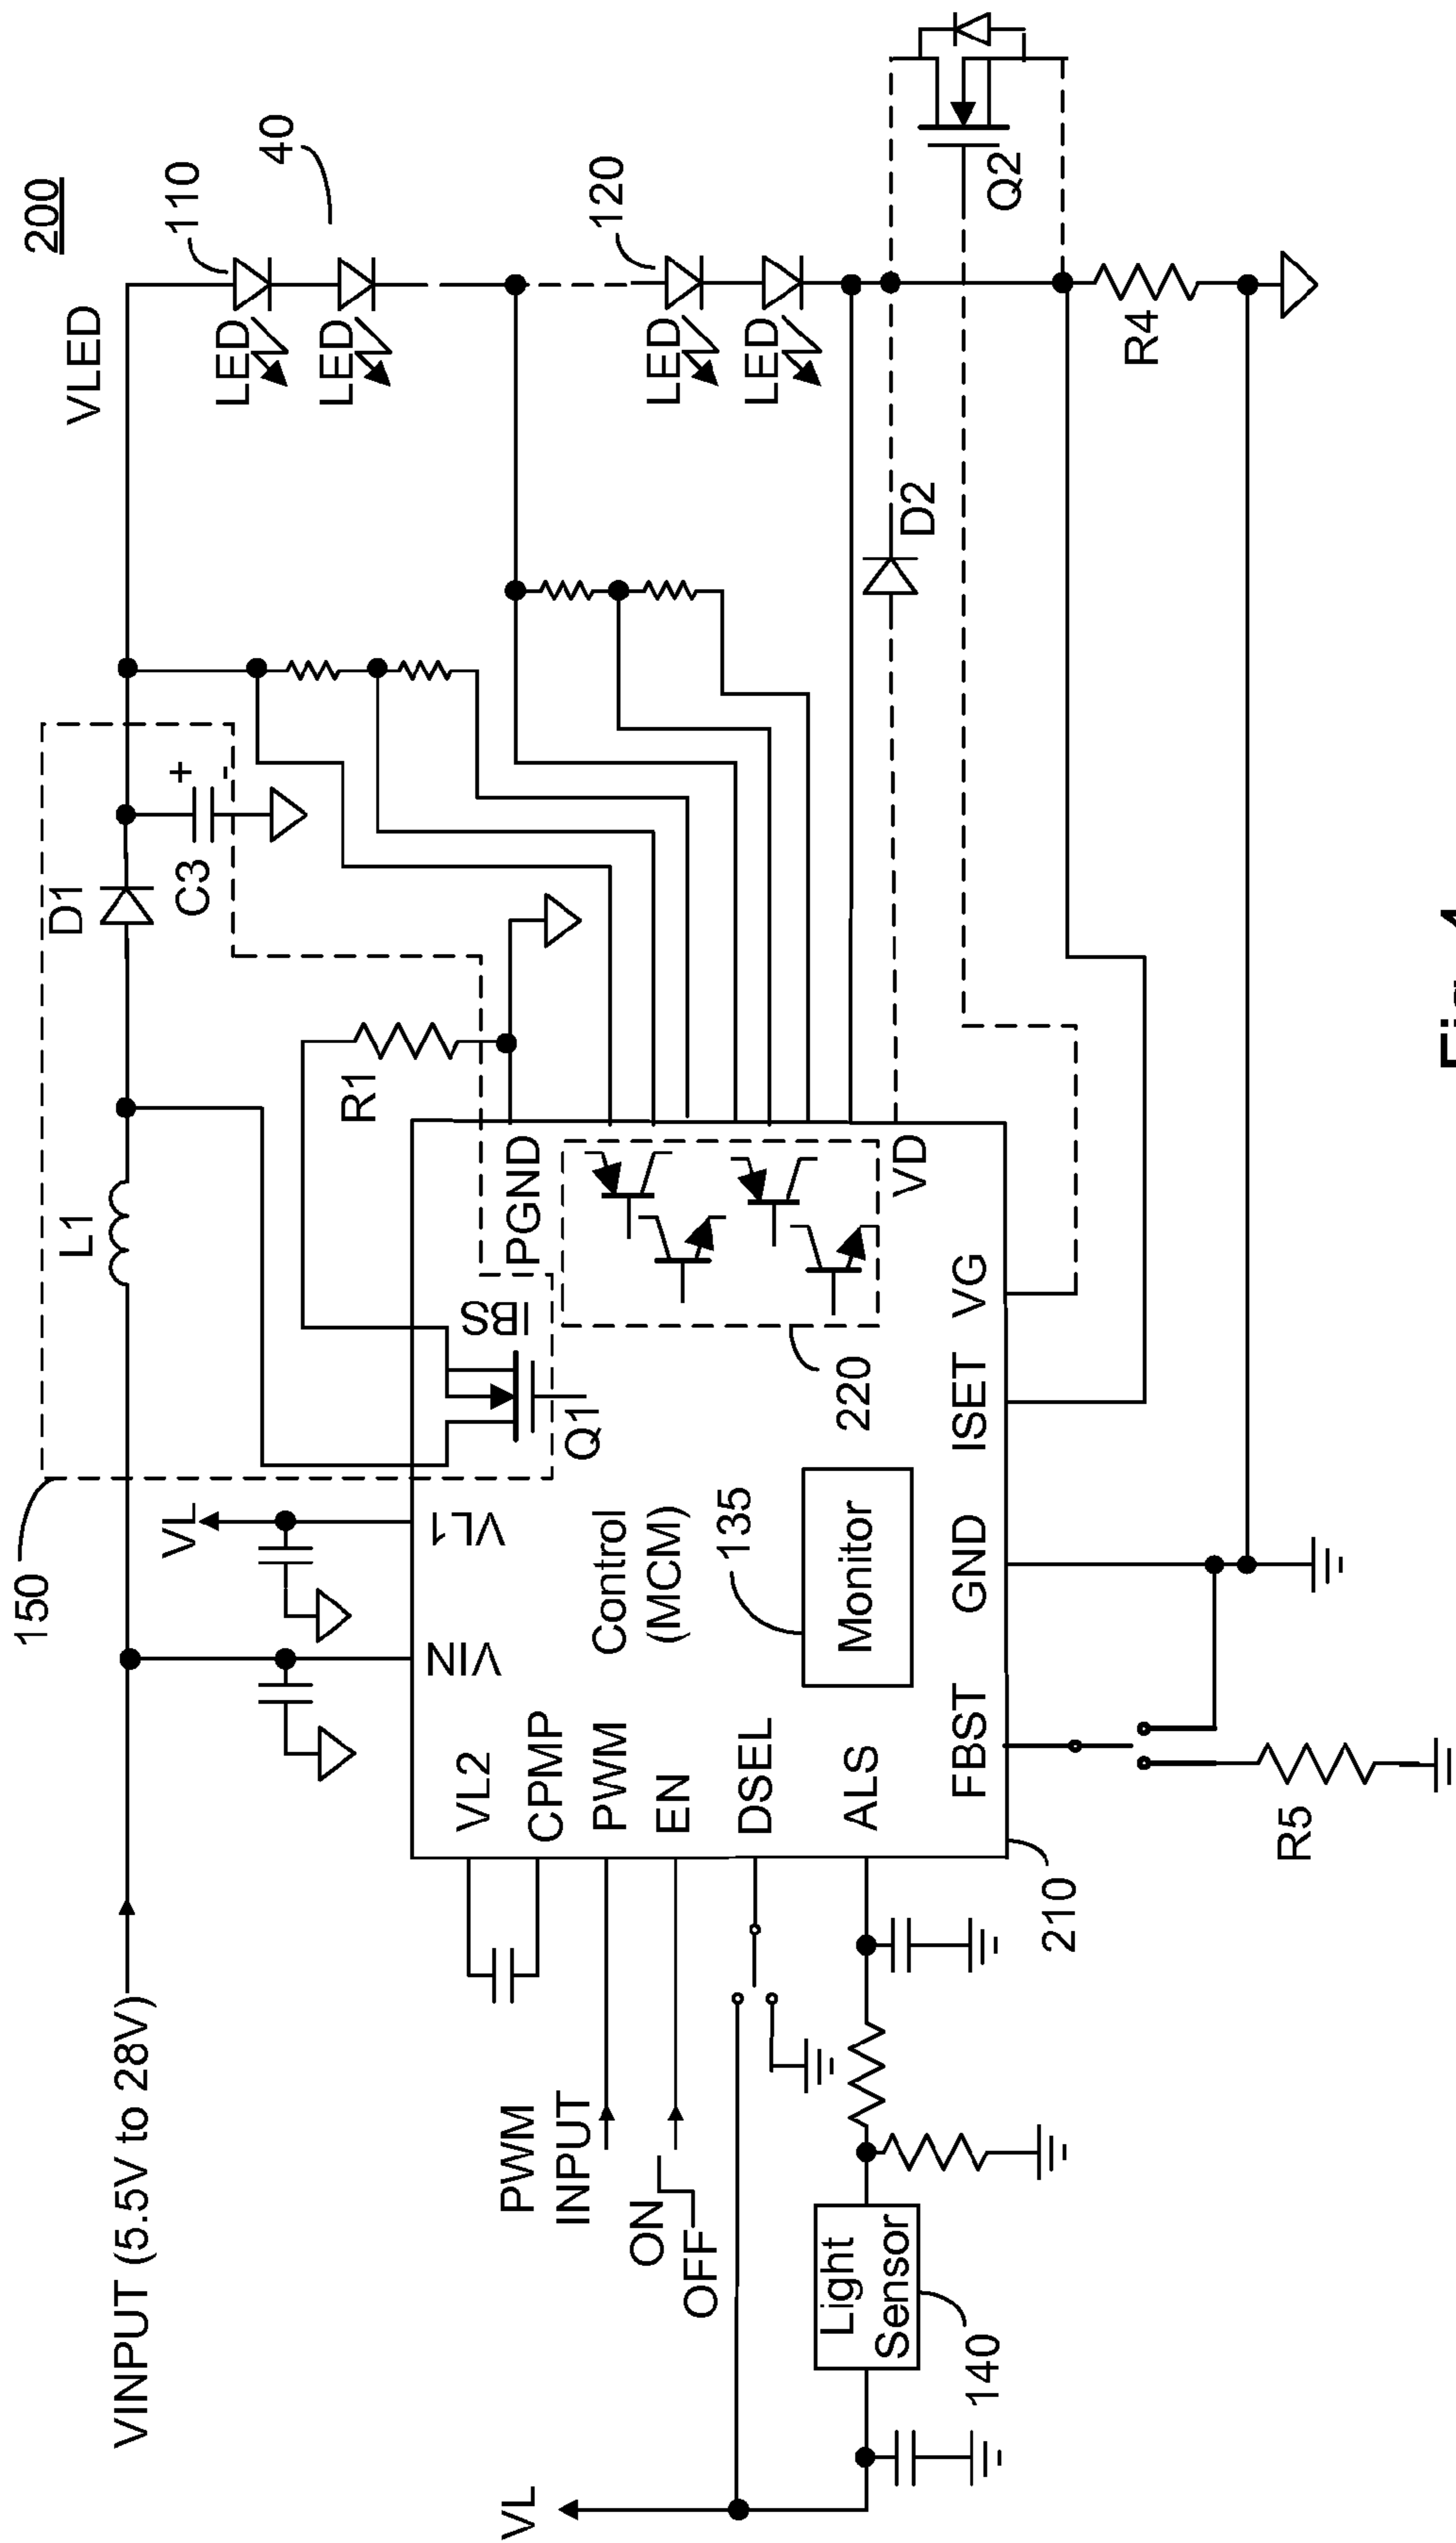 200
VINPUT (5.5V to 28V)
150
L1
D1
C3
+
-
VLED
110
40
LED
LED
120
LED
LED
VL
R1
VIN
VL1
IBS
Q1
PGND
VL2
CPMP
PWM
EN
DSEL
ALS
Control
(MCM)
135
Monitor
220
VD
FBST
GND
ISET
VG
D2
Q2
R4
PWM
INPUT
ON
OFF
VL
Light
Sensor
140
210
R5